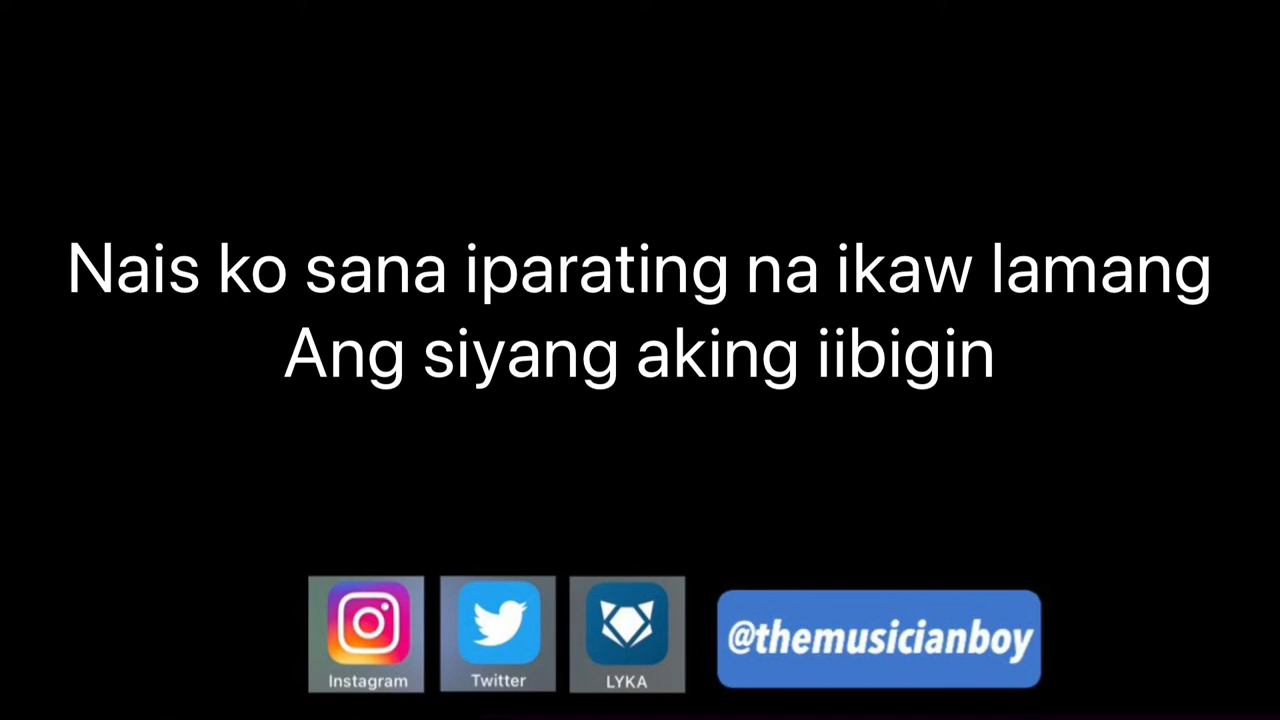 Nais ko sana iparating na ikaw lamang
Ang siyang aking iibigin
Instagram
Twitter
LYKA
@themusicianboy